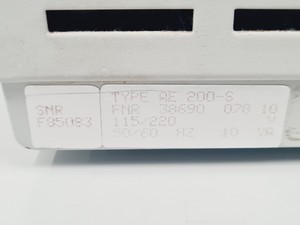 SNR
F85083
TYPE AE 200-S
FNR 38690 078 10
115/220 V
50/60 HZ 10 VA